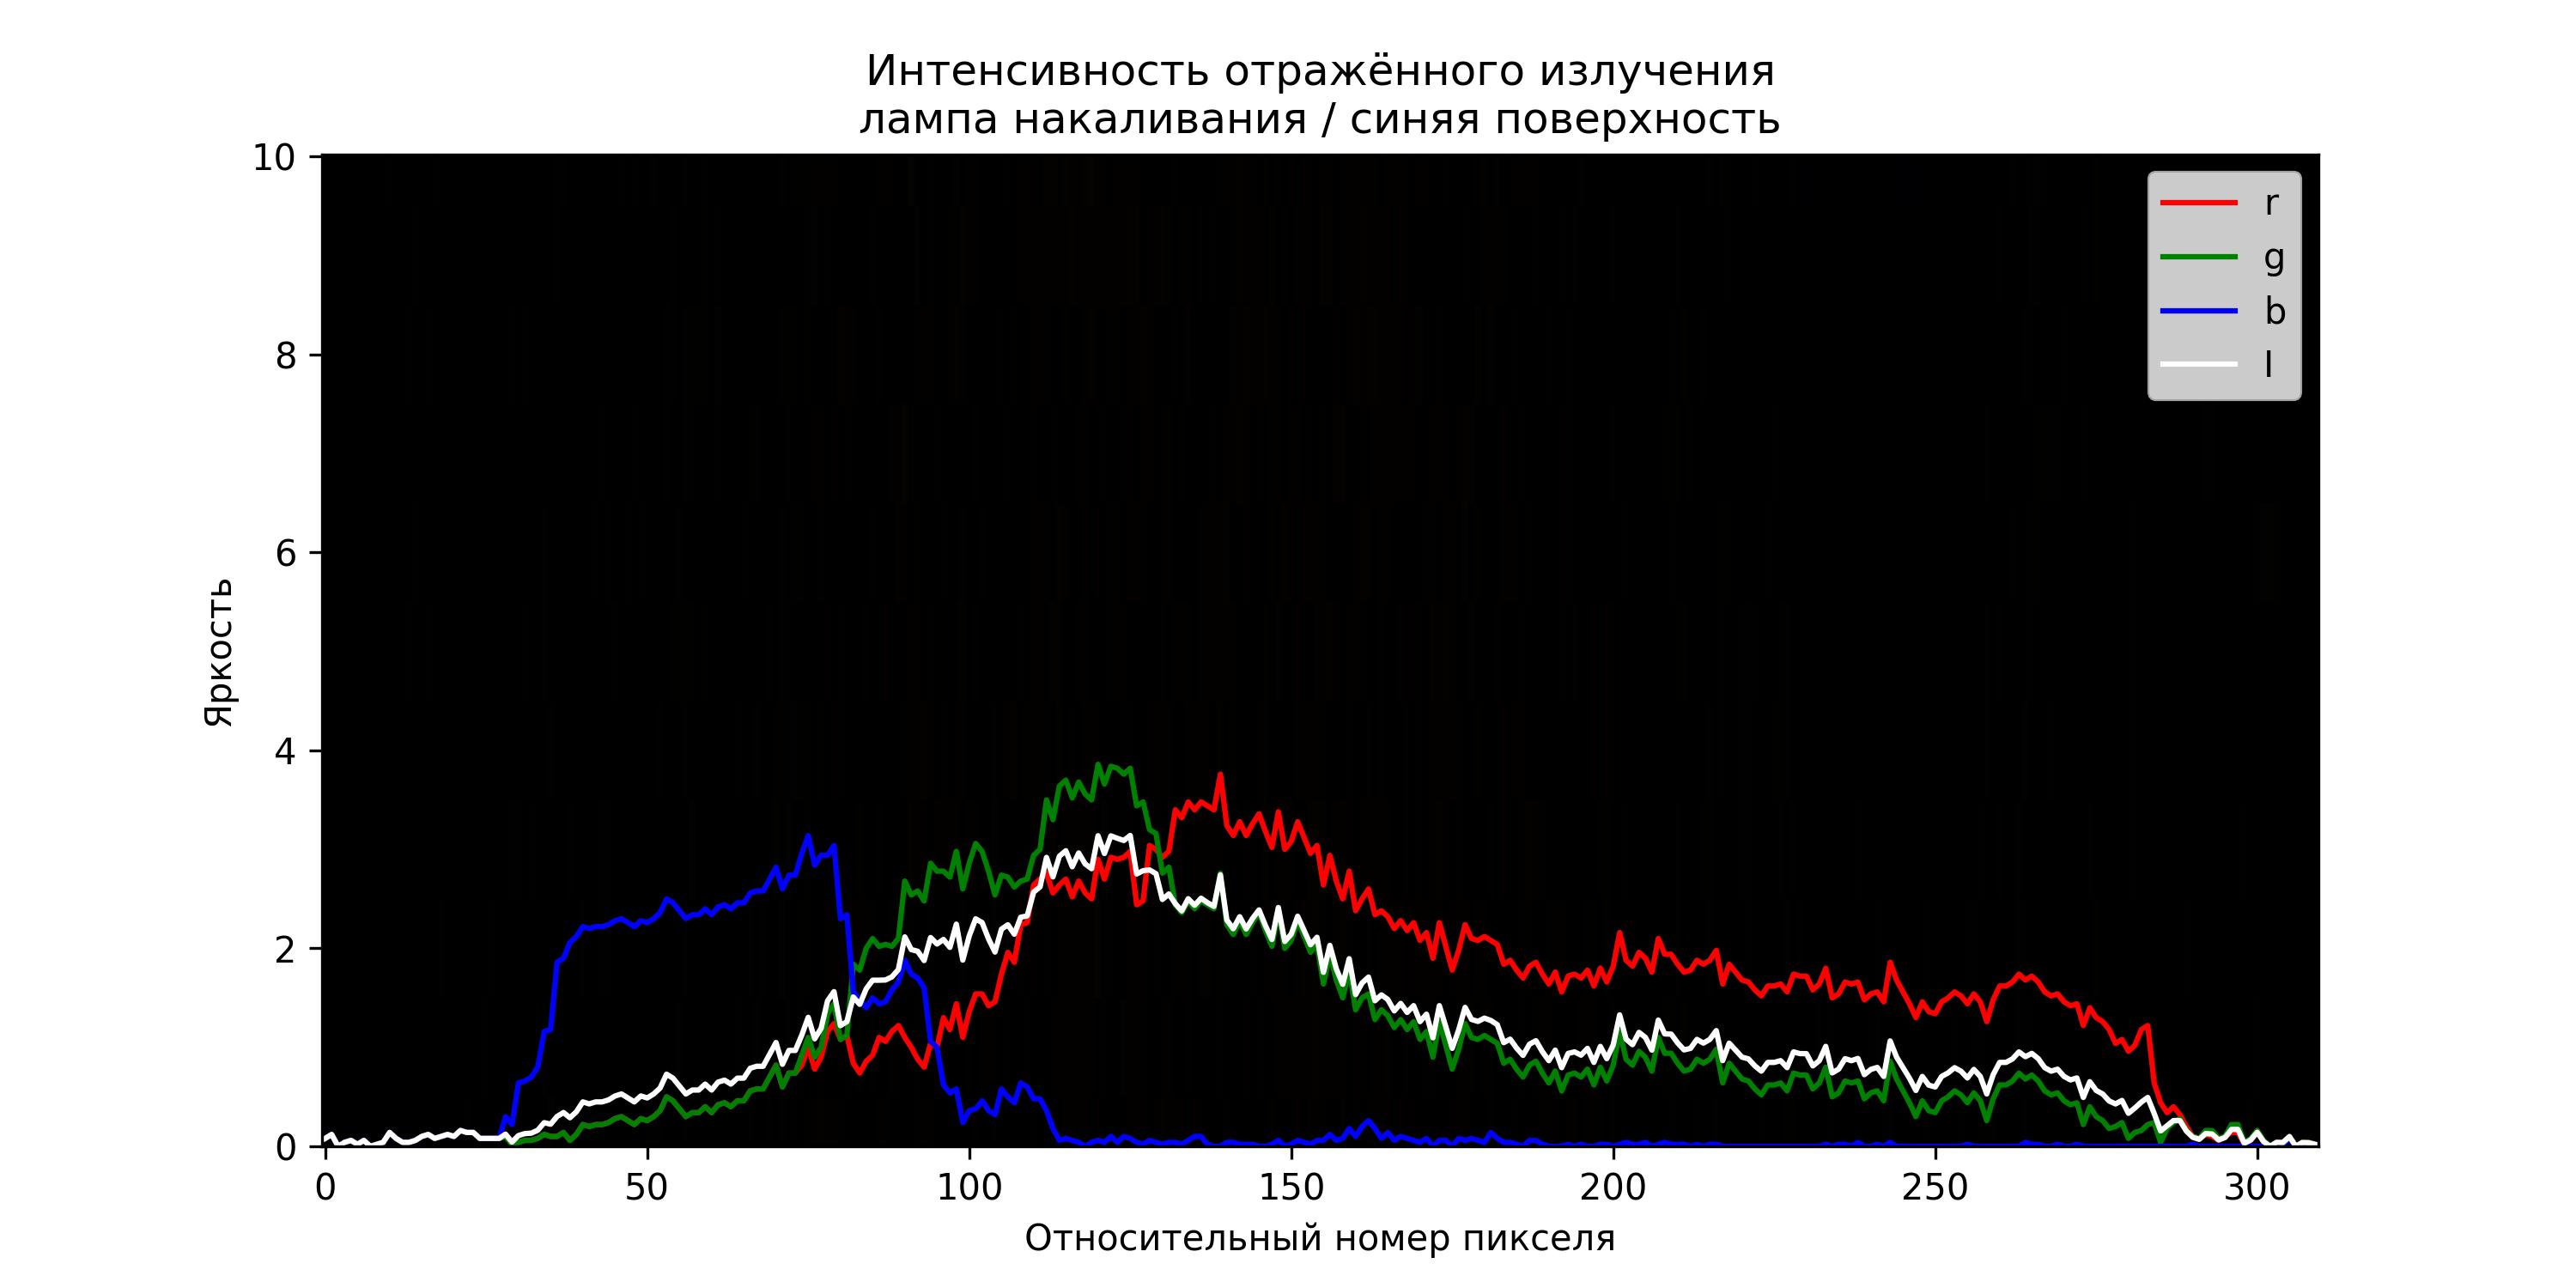 Интенсивность отражённого излучения
лампа накаливания / синяя поверхность
10
8
6
4
2
0
Яркость
r
g
b
l
0 50 100 150 200 250 300
Относительный номер пикселя